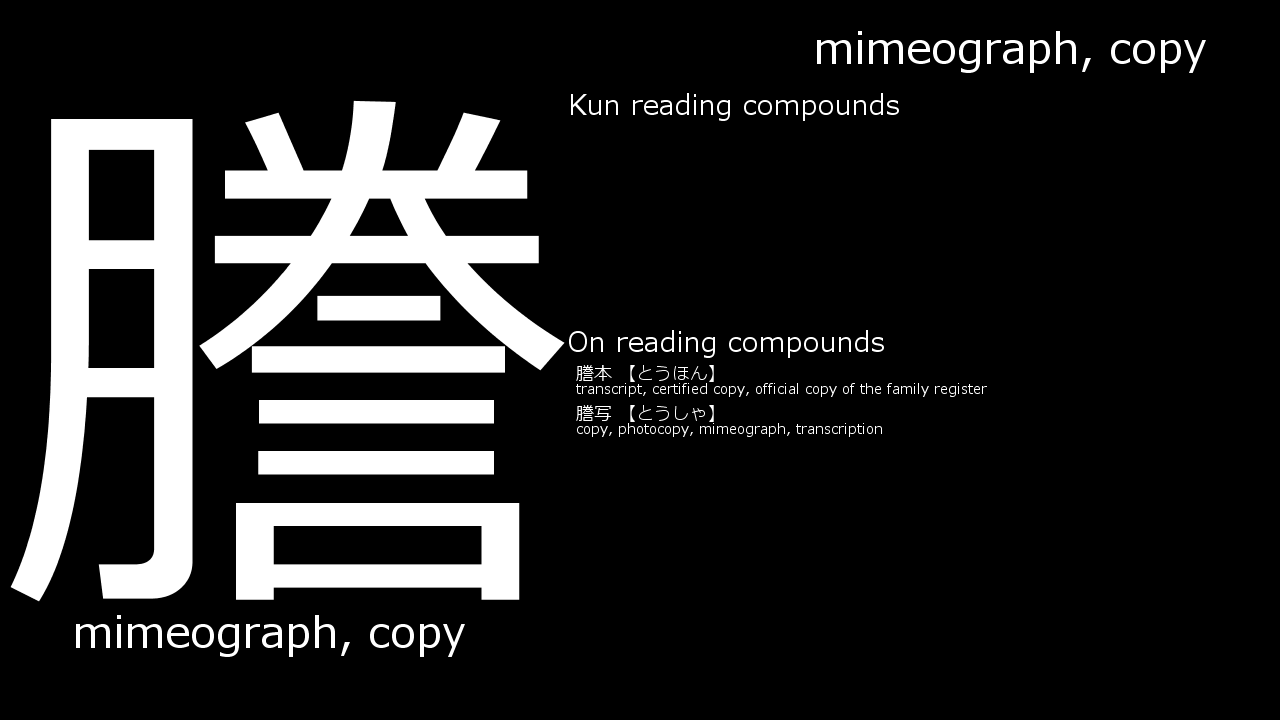 mimeograph, copy
謄
Kun reading compounds
On reading compounds
謄本 【とうほん】
transcript, certified copy, official copy of the family register
謄写 【とうしゃ】
copy, photocopy, mimeograph, transcription
mimeograph, copy